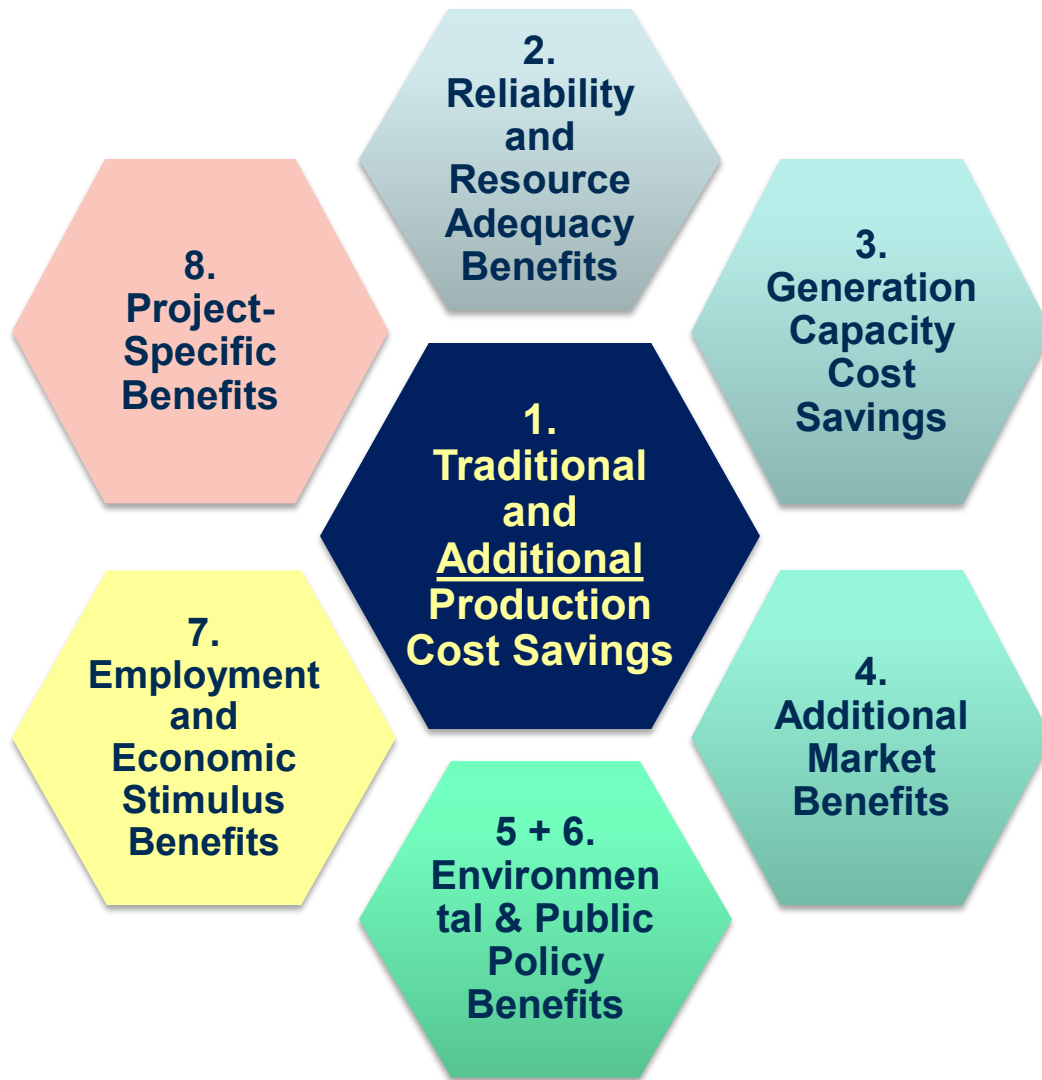 1.
Traditional
and
Additional
Production
Cost Savings
2.
Reliability
and
Resource
Adequacy
Benefits
3.
Generation
Capacity
Cost
Savings
4.
Additional
Market
Benefits
5 + 6.
Environmen
tal & Public
Policy
Benefits
7.
Employment
and
Economic
Stimulus
Benefits
8.
Project-
Specific
Benefits